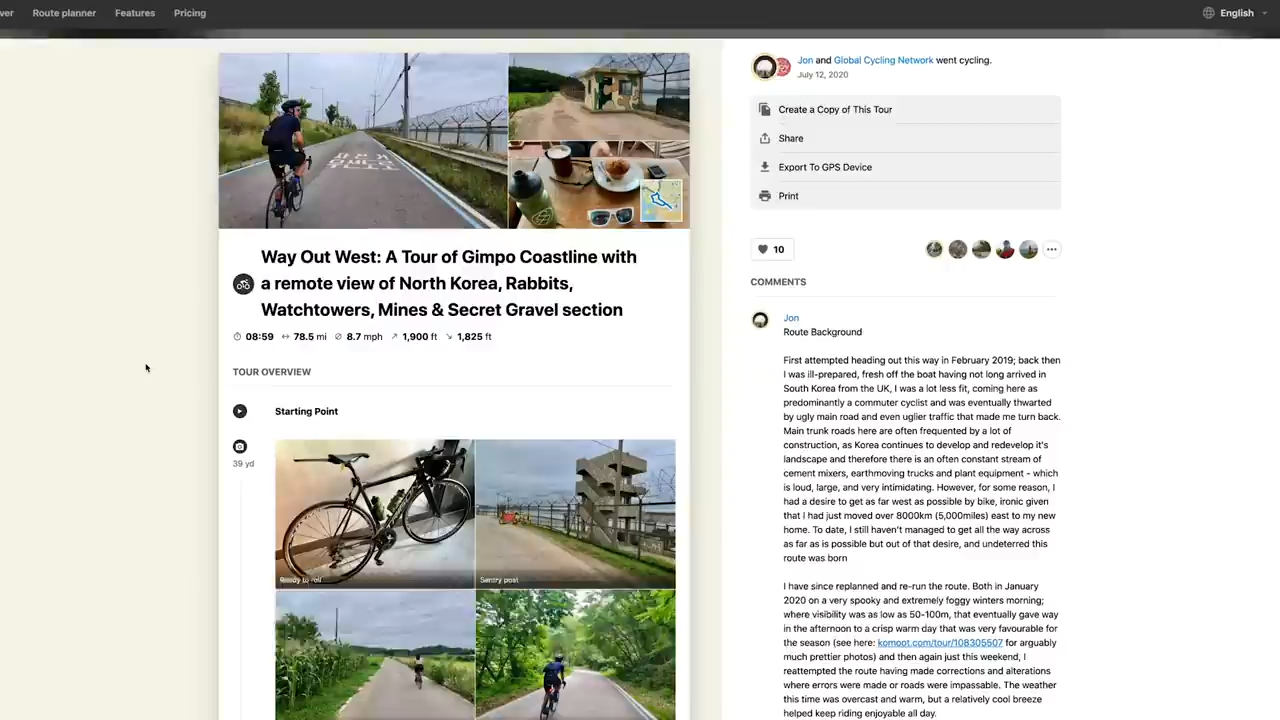 ver Route planner Features Pricing English
Way Out West: A Tour of Gimpo Coastline with
a remote view of North Korea, Rabbits,
Watchtowers, Mines & Secret Gravel section
08:59 78.5 mi 8.7 mph 1,900 ft 1,825 ft
TOUR OVERVIEW
Starting Point
39 yd
Ready to roll
Sentry post
Jon and Global Cycling Network went cycling.
July 12, 2020
Create a Copy of This Tour
Share
Export To GPS Device
Print
10
COMMENTS
Jon
Route Background
First attempted heading out this way in February 2019; back then
I was ill-prepared, fresh off the boat having not long arrived in
South Korea from the UK, I was a lot less fit, coming here as
predominantly a commuter cyclist and was eventually thwarted
by ugly main road and even uglier traffic that made me turn back.
Main trunk roads here are often frequented by a lot of
construction, as Korea continues to develop and redevelop it's
landscape and therefore there is an often constant stream of
cement mixers, earthmoving trucks and plant equipment - which
is loud, large, and very intimidating. However, for some reason, I
had a desire to get as far west as possible by bike, ironic given
that I had just moved over 8000km (5,000miles) east to my new
home. To date, I still haven't managed to get all the way across
as far as is possible but out of that desire, and undeterred this
route was born
I have since replanned and re-run the route. Both in January
2020 on a very spooky and extremely foggy winters morning;
where visibility was as low as 50-100m, that eventually gave way
in the afternoon to a crisp warm day that was very favourable for
the season (see here: komoot.com/tour/108305507 for arguably
much prettier photos) and then again just this weekend, I
reattempted the route having made corrections and alterations
where errors were made or roads were impassable. The weather
this time was overcast and warm, but a relatively cool breeze
helped keep riding enjoyable all day.